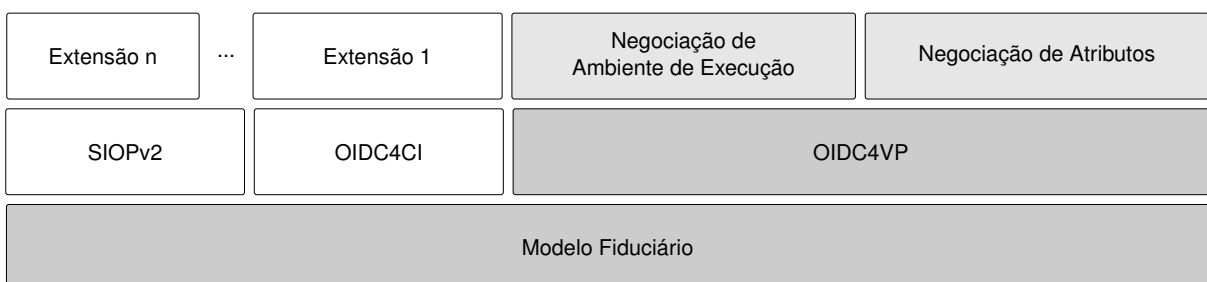 Extensão n
...
Extensão 1
Negociação de
Ambiente de Execução
Negociação de Atributos
SIOPv2
OIDC4CI
OIDC4VP
Modelo Fiduciário